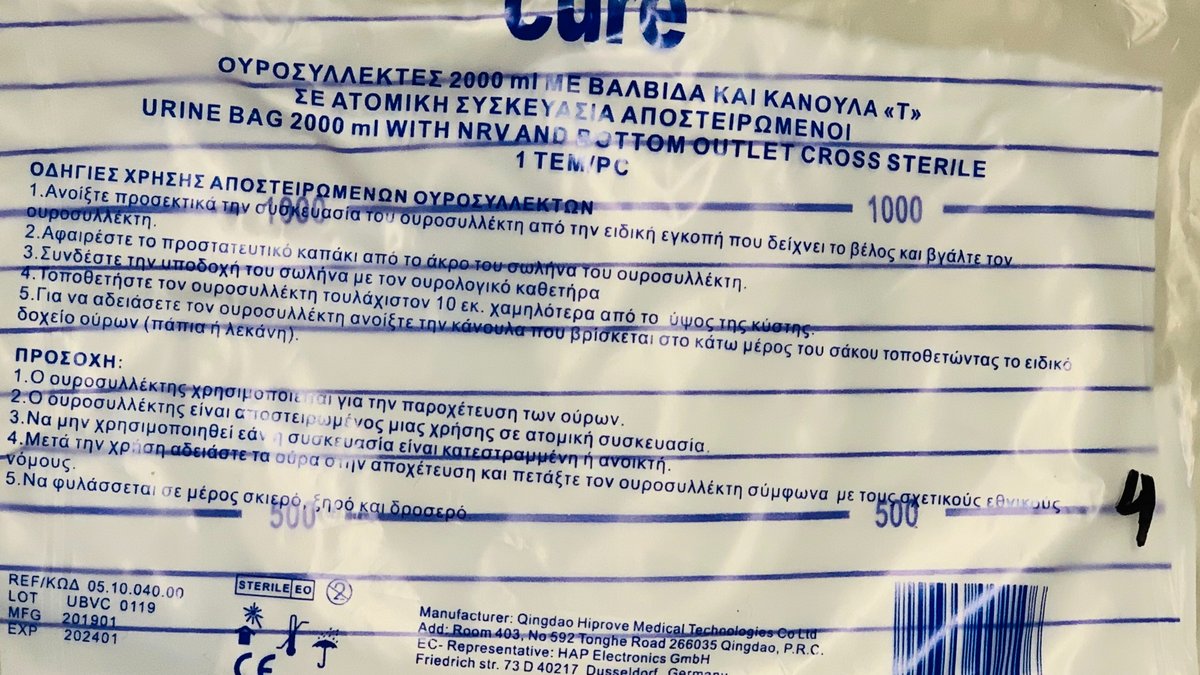 Cure
ΟΥΡΟΣΥΛΛΕΚΤΕΣ 2000 ml ΜΕ ΒΑΛΒΙΔΑ ΚΑΙ ΚΑΝΟΥΛΑ «Τ»
ΣΕ ΑΤΟΜΙΚΗ ΣΥΣΚΕΥΑΣΙΑ ΑΠΟΣΤΕΙΡΩΜΕΝΟΙ
URINE BAG 2000 ml WITH NRV AND BOTTOM OUTLET CROSS STERILE
1 ΤΕΜ/PC
ΟΔΗΓΙΕΣ ΧΡΗΣΗΣ ΑΠΟΣΤΕΙΡΩΜΕΝΩΝ ΟΥΡΟΣΥΛΛΕΚΤΩΝ
1.Ανοίξτε προσεκτικά την συσκευασία του ουροσυλλέκτη από την ειδική εγκοπή που δείχνει το βέλος και βγάλτε τον
ουροσυλλέκτη.
1000 1000
2.Αφαιρέστε το προστατευτικό καπάκι από το άκρο του σωλήνα του ουροσυλλέκτη.
3.Συνδέστε την υποδοχή του σωλήνα με τον ουρολογικό καθετήρα
4.Τοποθετήστε τον ουροσυλλέκτη τουλάχιστον 10 εκ. χαμηλότερα από το ύψος της κύστης.
5.Για να αδειάσετε τον ουροσυλλέκτη ανοίξτε την κάνουλα που βρίσκεται στο κάτω μέρος του σάκου τοποθετώντας το ειδικό
δοχείο ούρων (πάπια ή λεκάνη).
ΠΡΟΣΟΧΗ:
1.Ο ουροσυλλέκτης χρησιμοποιείται για την παροχέτευση των ούρων.
2.Ο ουροσυλλέκτης είναι αποστειρωμένος μιας χρήσης σε ατομική συσκευασία.
3.Να μην χρησιμοποιηθεί εάν η συσκευασία είναι κατεστραμμένη ή ανοικτή.
4.Μετά την χρήση αδειάστε τα ούρα στην αποχέτευση και πετάξτε τον ουροσυλλέκτη σύμφωνα με τους σχετικούς εθνικούς
νόμους.
5.Να φυλάσσεται σε μέρος σκιερό, ξηρό και δροσερό.
500 500
4
REF/ΚΩΔ 05.10.040.00
LOT UBVC 0119
MFG 201901
EXP 202401
STERILE EO
2
CE
Manufacturer: Qingdao Hiprove Medical Technologies Co Ltd
Add: Room 403, No 592 Tonghe Road 266035 Qingdao, P.R.C.
EC- Representative: HAP Electronics GmbH
Friedrich str. 73 D 40217 Dusseldorf, Germany